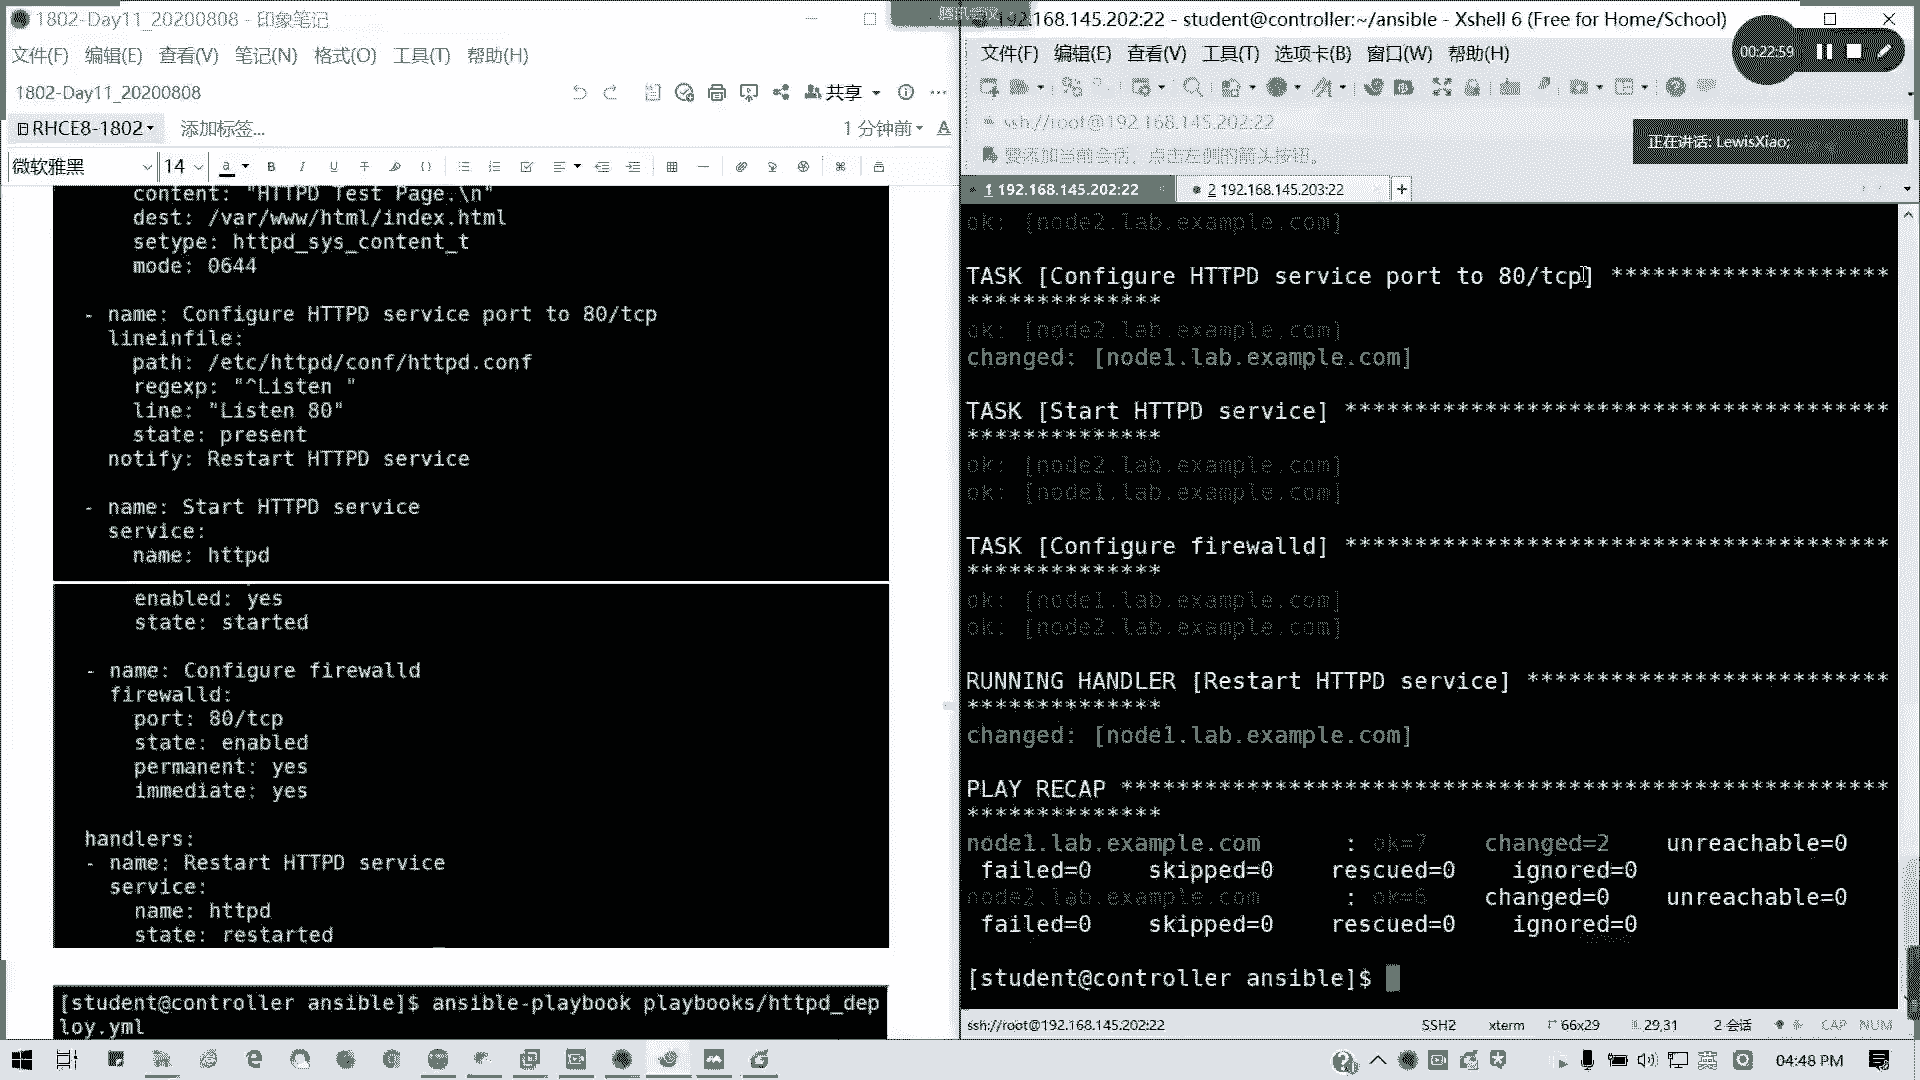 1802-Day11_20200808 - 印象笔记
文件(F) 编辑(E) 查看(V) 笔记(N) 格式(O) 工具(T) 帮助(H)
1802-Day11_20200808
共享
RHCE8-1802
添加标签...
1 分钟前
微软雅黑 14
content: "HTTPD Test Page.\n"
dest: /var/www/html/index.html
setype: httpd_sys_content_t
mode: 0644
- name: Configure HTTPD service port to 80/tcp
lineinfile:
path: /etc/httpd/conf/httpd.conf
regexp: "^Listen "
line: "Listen 80"
state: present
notify: Restart HTTPD service
- name: Start HTTPD service
service:
name: httpd
enabled: yes
state: started
- name: Configure firewalld
firewalld:
port: 80/tcp
state: enabled
permanent: yes
immediate: yes
handlers:
- name: Restart HTTPD service
service:
name: httpd
state: restarted
[student@controller ansible]$ ansible-playbook playbooks/httpd_dep
loy.yml
192.168.145.202:22 - student@controller:~/ansible - Xshell 6 (Free for Home/School)
文件(F) 编辑(E) 查看(V) 工具(T) 选项卡(B) 窗口(W) 帮助(H)
00:22:59
ssh://root@192.168.145.202:22
要添加当前会话，点击左侧的箭头按钮。
正在讲话: LewisXiao;
1 192.168.145.202:22
2 192.168.145.203:22
ok: [node2.lab.example.com]
TASK [Configure HTTPD service port to 80/tcp] ********************
**************
ok: [node2.lab.example.com]
changed: [node1.lab.example.com]
TASK [Start HTTPD service] ***************************************
**************
ok: [node2.lab.example.com]
ok: [node1.lab.example.com]
TASK [Configure firewalld] ***************************************
**************
ok: [node1.lab.example.com]
ok: [node2.lab.example.com]
RUNNING HANDLER [Restart HTTPD service] **************************
**************
changed: [node1.lab.example.com]
PLAY RECAP *******************************************************
**************
node1.lab.example.com : ok=7 changed=2 unreachable=0
failed=0 skipped=0 rescued=0 ignored=0
node2.lab.example.com : ok=6 changed=0 unreachable=0
failed=0 skipped=0 rescued=0 ignored=0
[student@controller ansible]$
ssh://root@192.168.145.202:22 SSH2 xterm 66x29 29,31 2 会话 CAP NUM
英 04:48 PM